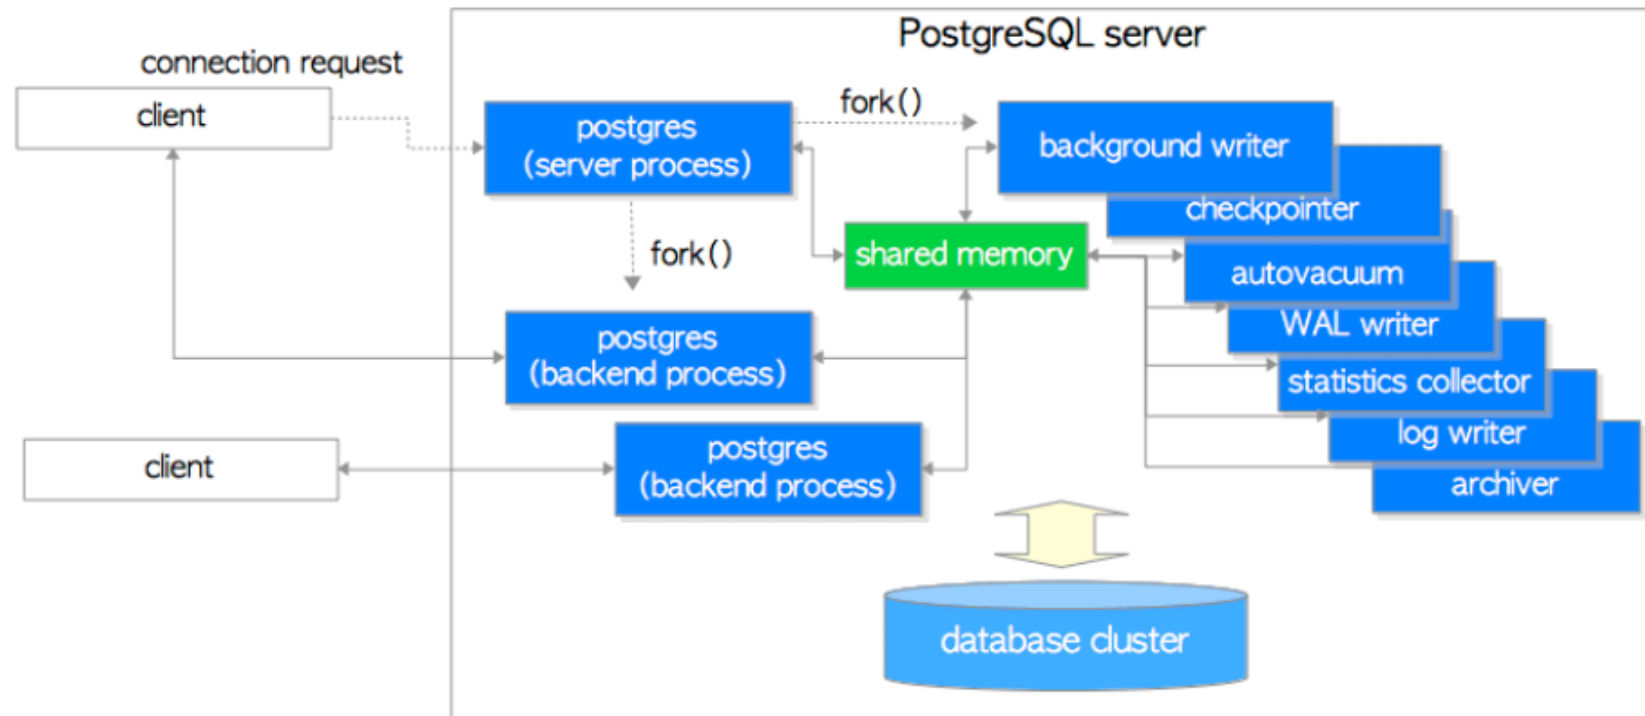 PostgreSQL server
connection request
client
postgres
(server process)
fork()
background writer
checkpointer
fork()
shared memory
autovacuum
WAL writer
postgres
(backend process)
statistics collector
log writer
client
postgres
(backend process)
archiver
database cluster